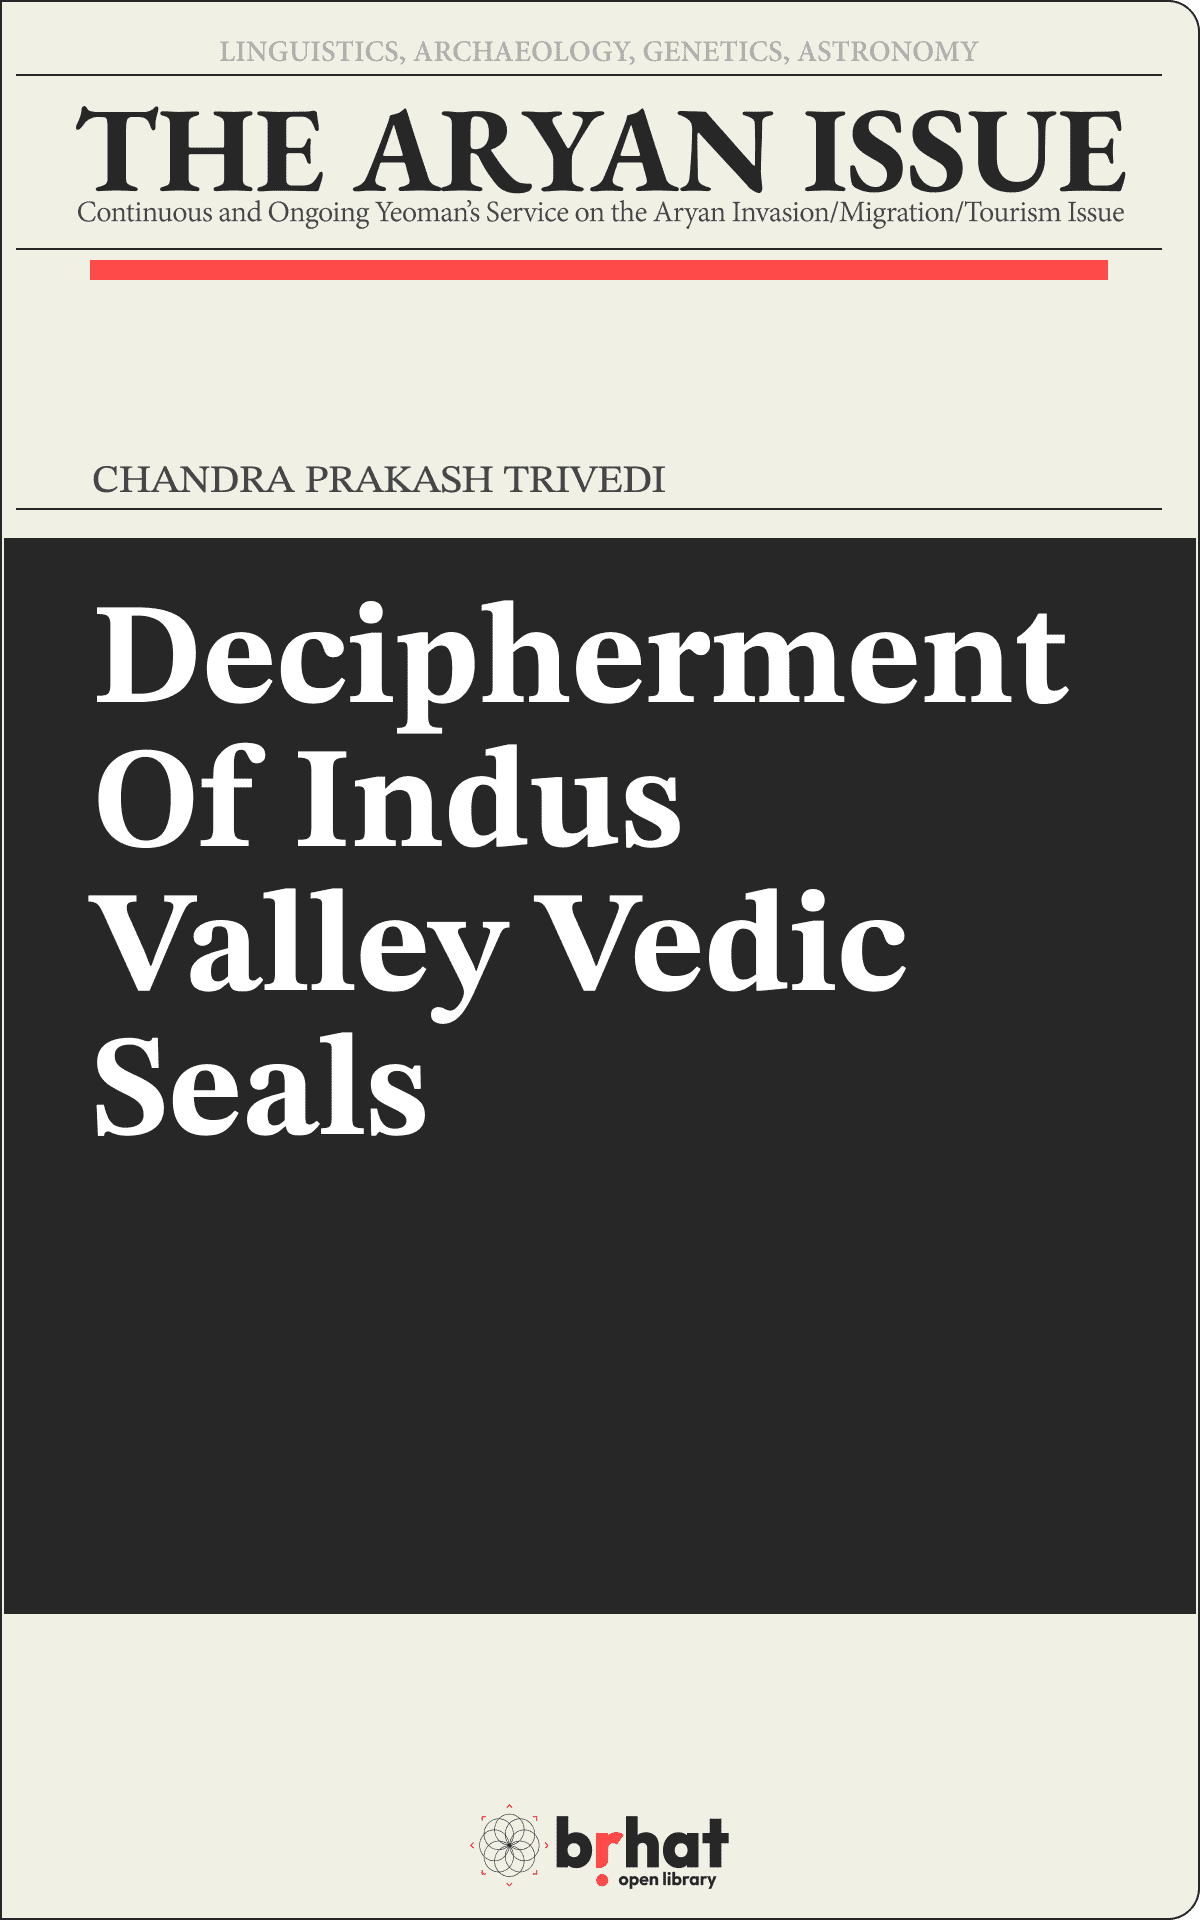 LINGUISTICS, ARCHAEOLOGY, GENETICS, ASTRONOMY
THE ARYAN ISSUE
Continuous and Ongoing Yeoman's Service on the Aryan Invasion/Migration/Tourism Issue
CHANDRA PRAKASH TRIVEDI
Decipherment
Of Indus
Valley Vedic
Seals
bṛhat
open library